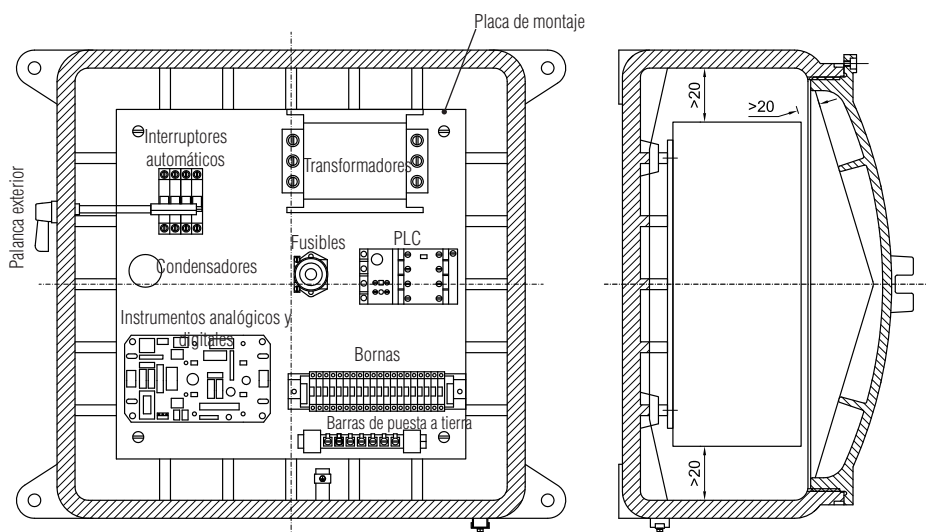 Placa de montaje
Interruptores
automáticos
Transformadores
Palanca exterior
Fusibles
PLC
Condensadores
Instrumentos analógicos y
digitales
Bornas
Barras de puesta a tierra
>20
>20
>20